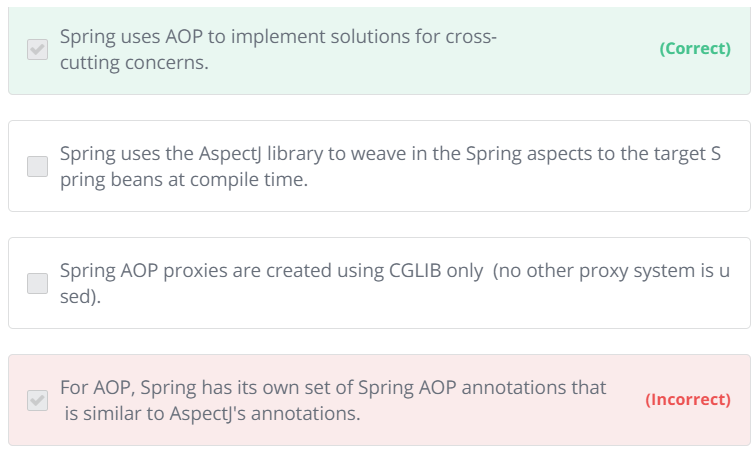 Spring uses AOP to implement solutions for cross-
cutting concerns.
(Correct)
Spring uses the AspectJ library to weave in the Spring aspects to the target S
pring beans at compile time.
Spring AOP proxies are created using CGLIB only  (no other proxy system is u
sed).
For AOP, Spring has its own set of Spring AOP annotations that
is similar to AspectJ's annotations.
(Incorrect)